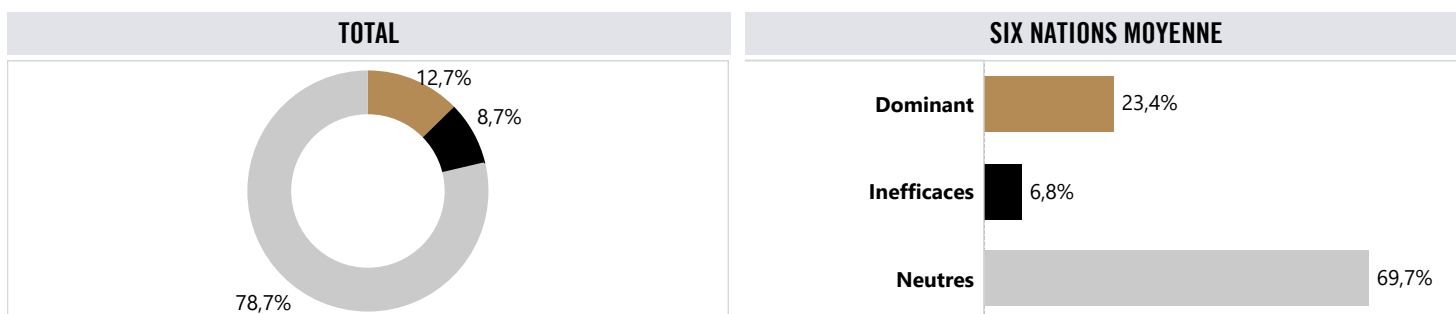 TOTAL
12,7%
8,7%
78,7%
SIX NATIONS MOYENNE
Dominant
23,4%
Inefficaces
6,8%
Neutres
69,7%